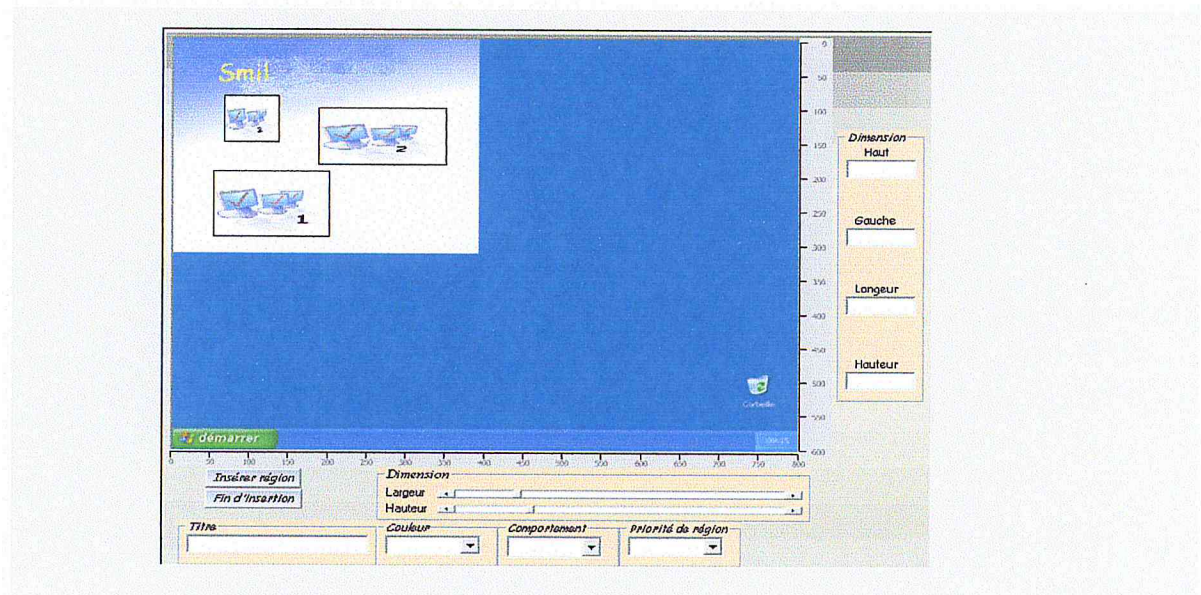 Smil
2
2
1
démarrer
Corbeille
0
50
100
150
200
250
300
350
400
450
500
550
600
0
50
100
150
200
250
300
350
400
450
500
550
600
650
700
750
800
Dimension
Haut
Gauche
Longeur
Hauteur
Insérer région
Fin d'insertion
Dimension
Largeur
Hauteur
Titre
Couleur
Comportement
Priorité de région